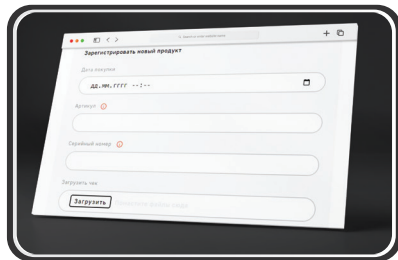 Зарегистрировать новый продукт
Дата покупки
ДД.ММ.ГГГГ --:--
Артикул
Серийный номер
Загрузить чек
Загрузить